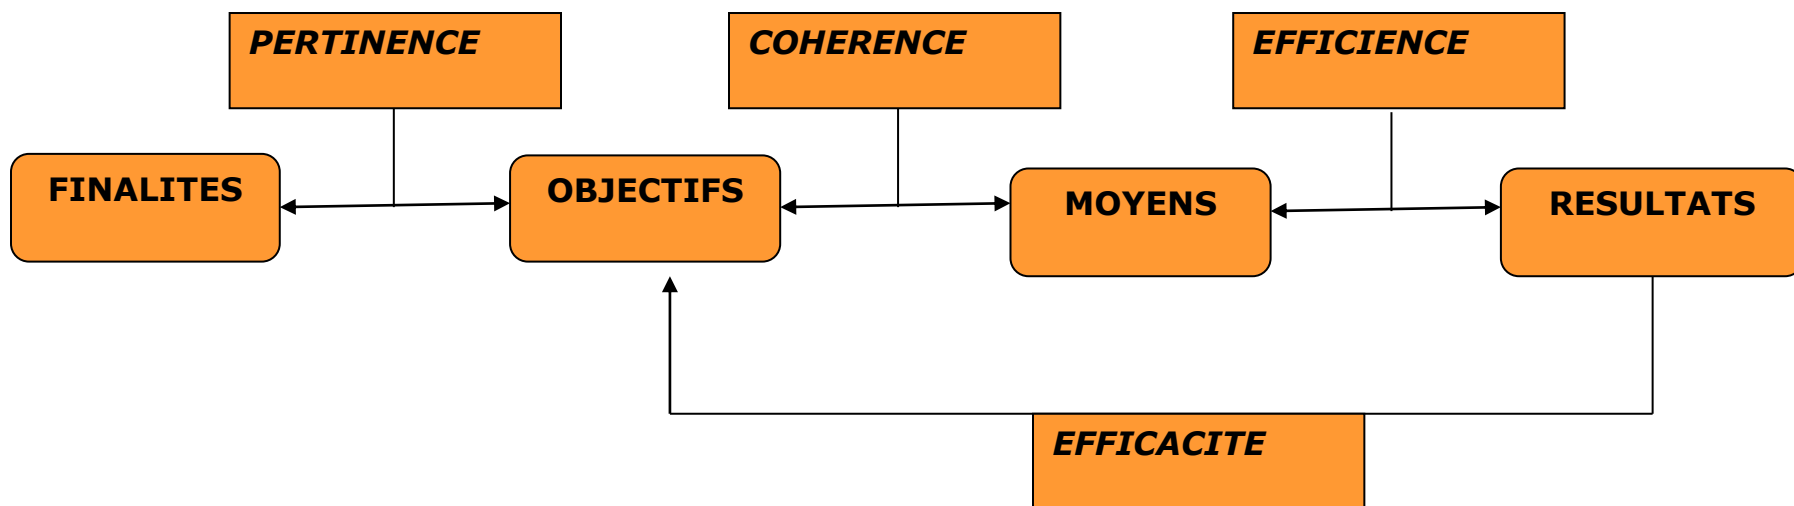 PERTINENCE
COHERENCE
EFFICIENCE
FINALITES
OBJECTIFS
MOYENS
RESULTATS
EFFICACITE